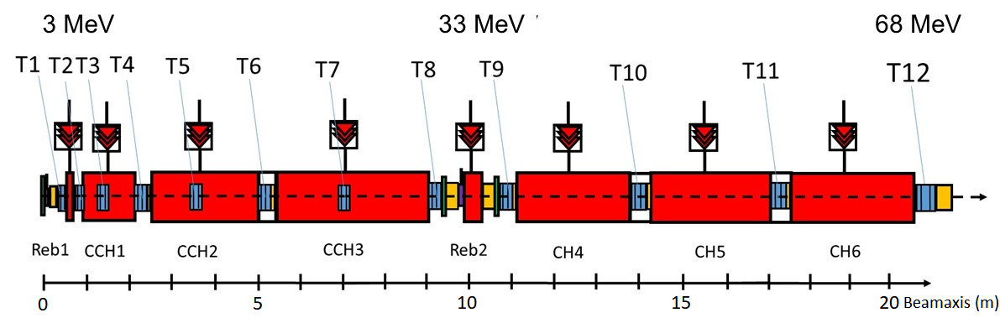 3 MeV 33 MeV 68 MeV
T1 T2 T3 T4 T5 T6 T7 T8 T9 T10 T11 T12
Reb1 CCH1 CCH2 CCH3 Reb2 CH4 CH5 CH6
0 5 10 15 20 Beamaxis (m)